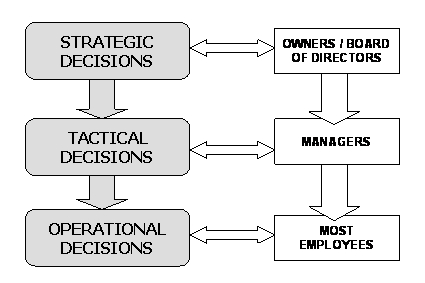 STRATEGIC
DECISIONS
OWNERS / BOARD
OF DIRECTORS
TACTICAL
DECISIONS
MANAGERS
OPERATIONAL
DECISIONS
MOST
EMPLOYEES